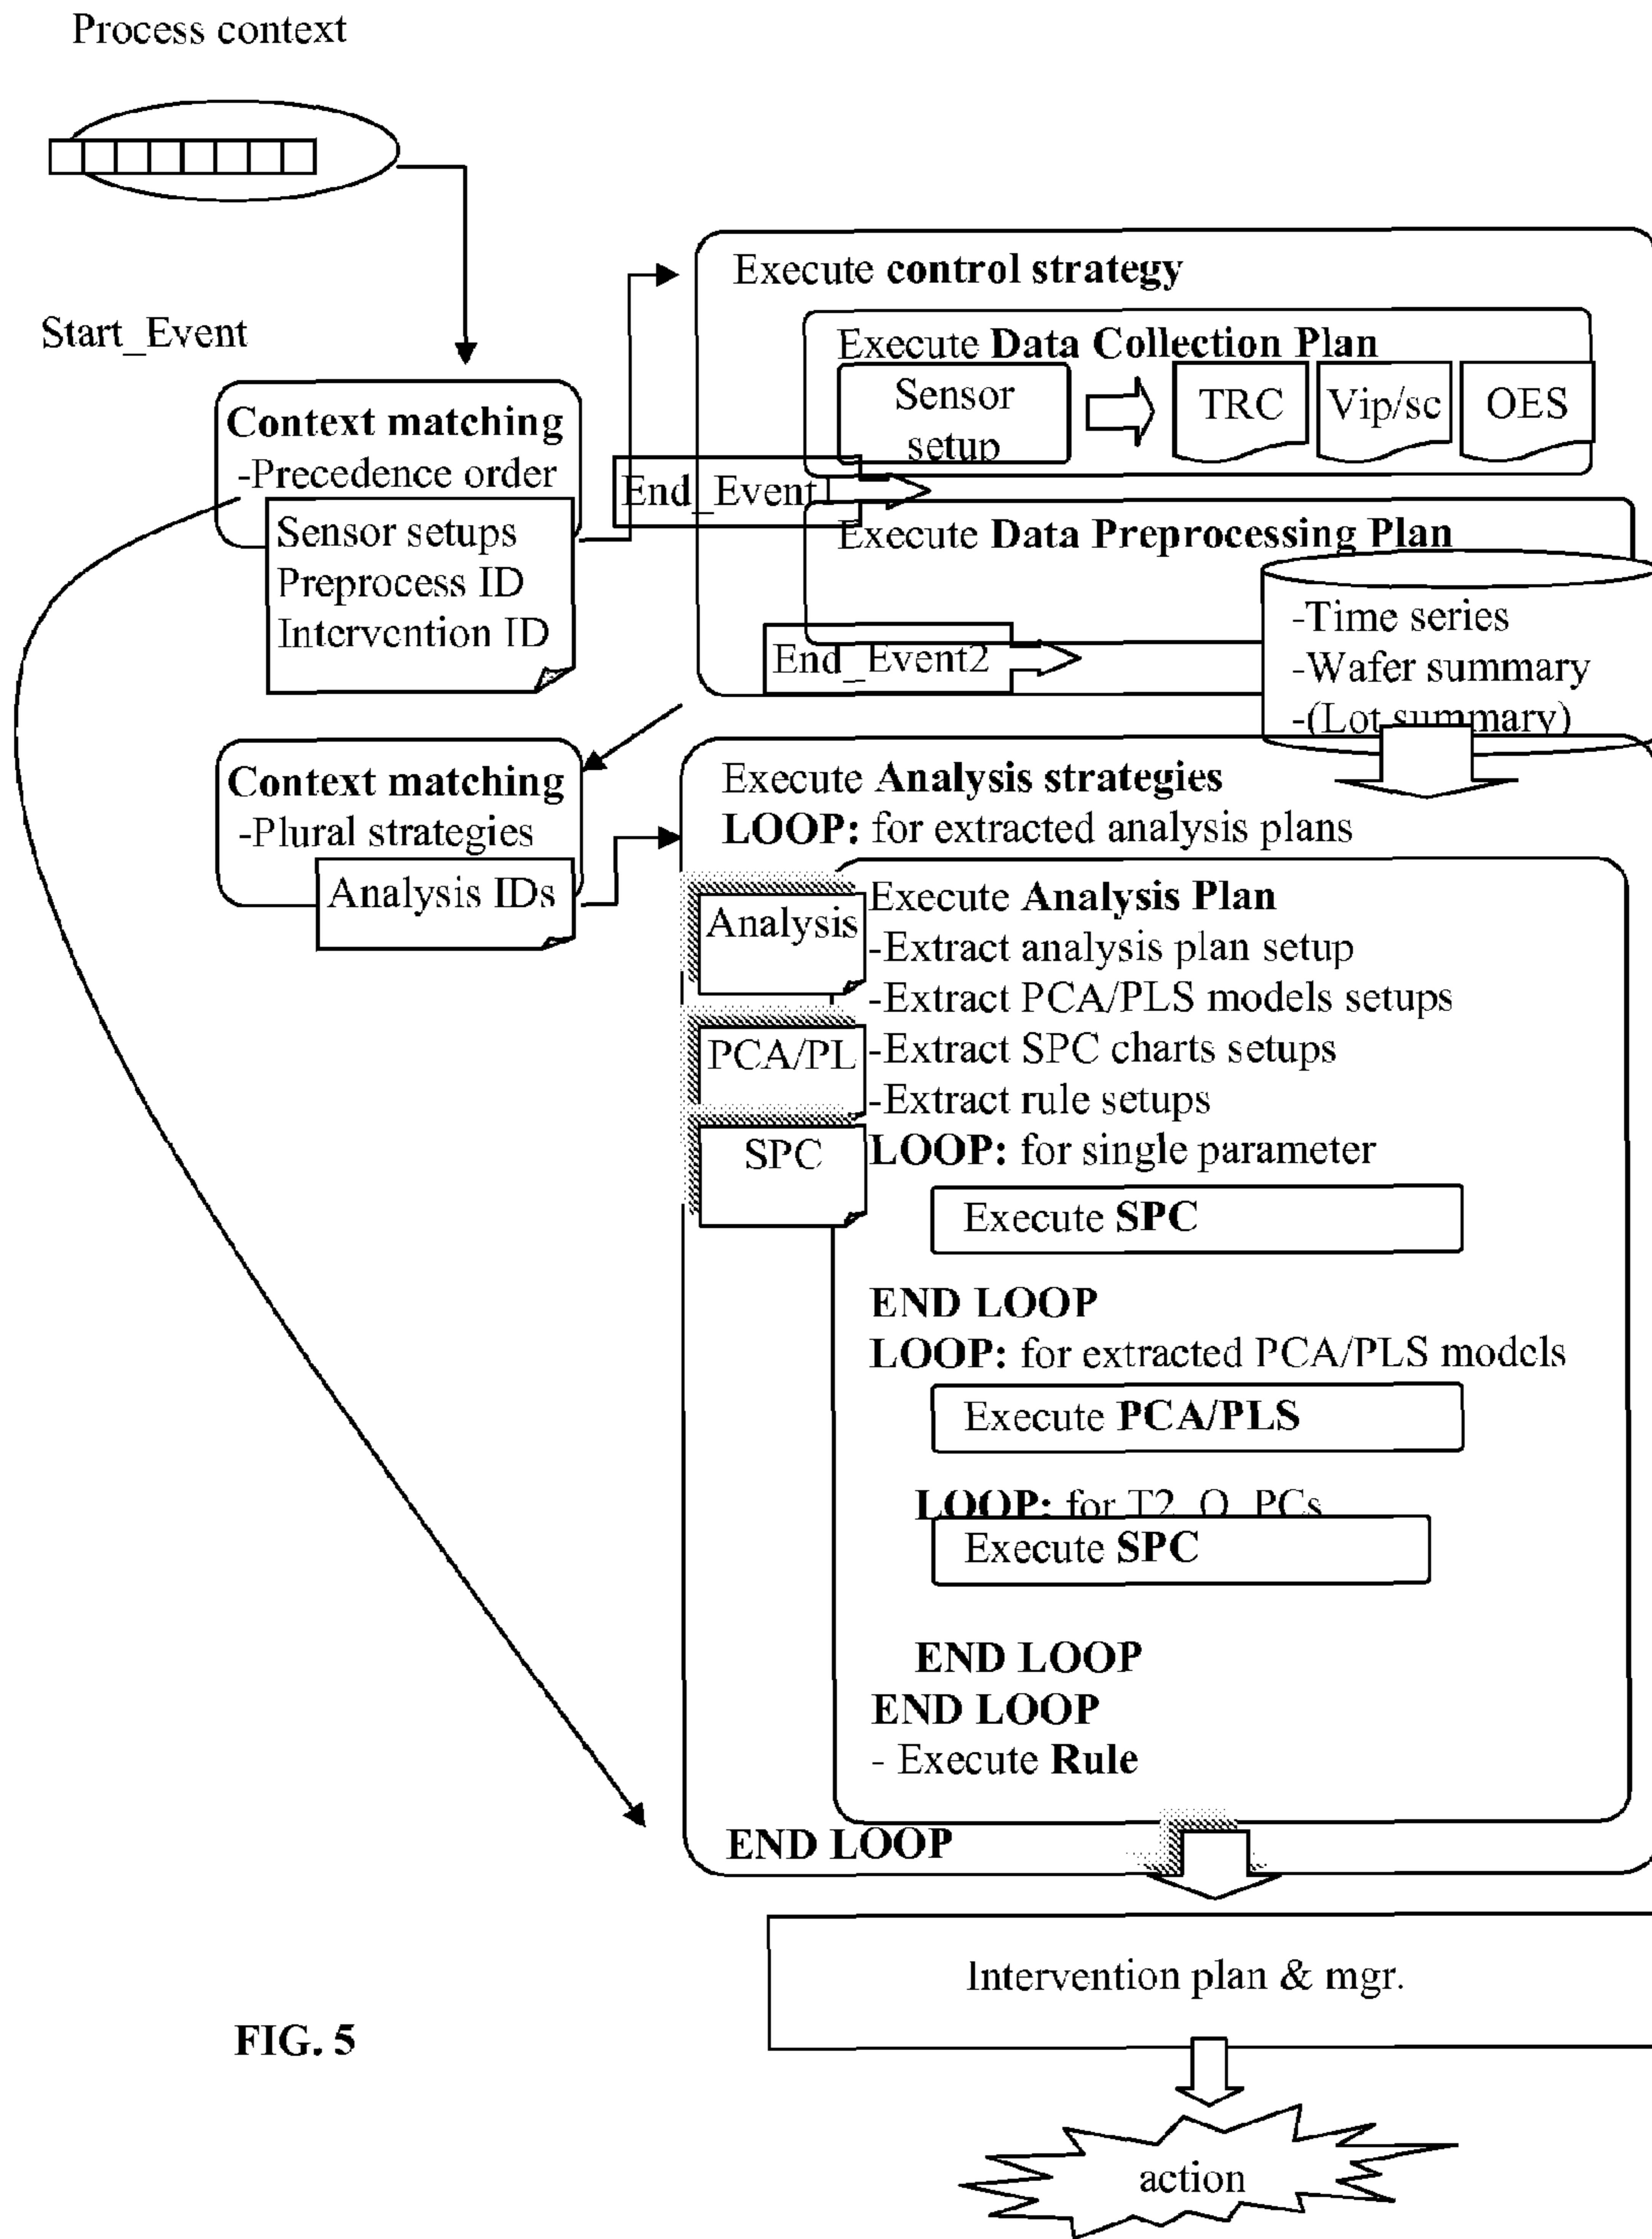 Process context
Start_Event
Execute control strategy
Execute Data Collection Plan
Sensor
setup
TRC
Vip/sc
OES
Context matching
-Precedence order
Sensor setups
Preprocess ID
Intervention ID
End_Event1
Execute Data Preprocessing Plan
End_Event2
-Time series
-Wafer summary
-(Lot summary)
Context matching
-Plural strategies
Analysis IDs
Execute Analysis strategies
LOOP: for extracted analysis plans
Analysis
PCA/PL
SPC
Execute Analysis Plan
-Extract analysis plan setup
-Extract PCA/PLS models setups
-Extract SPC charts setups
-Extract rule setups
LOOP: for single parameter
Execute SPC
END LOOP
LOOP: for extracted PCA/PLS models
Execute PCA/PLS
LOOP: for T2 Q PCs
Execute SPC
END LOOP
END LOOP
- Execute Rule
END LOOP
Intervention plan & mgr.
action
FIG. 5